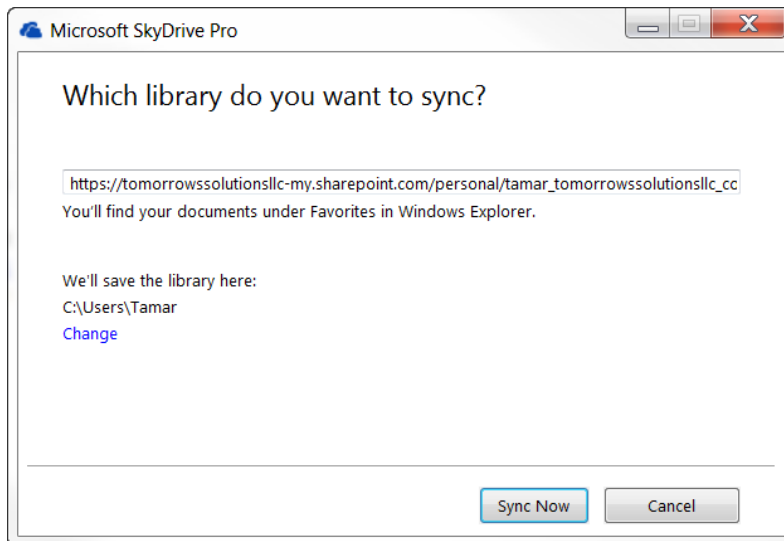 Microsoft SkyDrive Pro
Which library do you want to sync?
https://tomorrowssolutionsllc-my.sharepoint.com/personal/tamar_tomorrowssolutionsllc_co
You'll find your documents under Favorites in Windows Explorer.
We'll save the library here:
C:\Users\Tamar
Change
Sync Now
Cancel